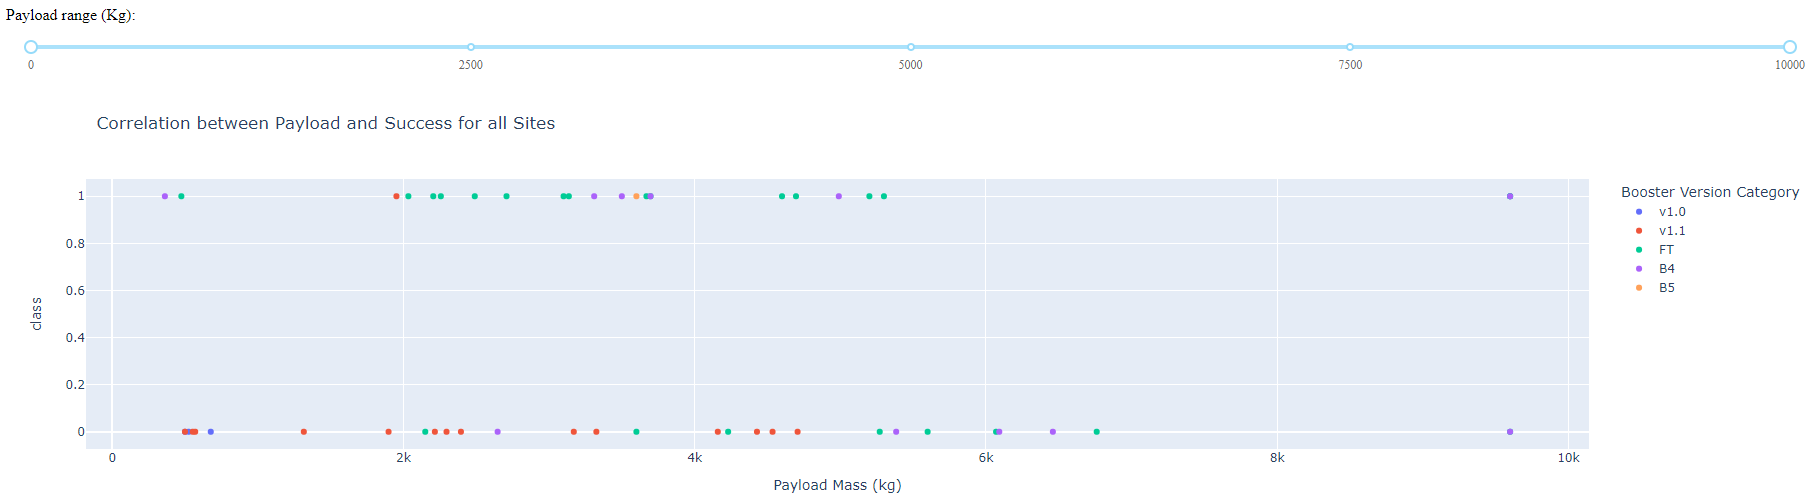 Payload range (Kg):
0 2500 5000 7500 10000
Correlation between Payload and Success for all Sites
1
0.8
0.6
0.4
0.2
0
class
0 2k 4k 6k 8k 10k
Payload Mass (kg)
Booster Version Category
v1.0
v1.1
FT
B4
B5